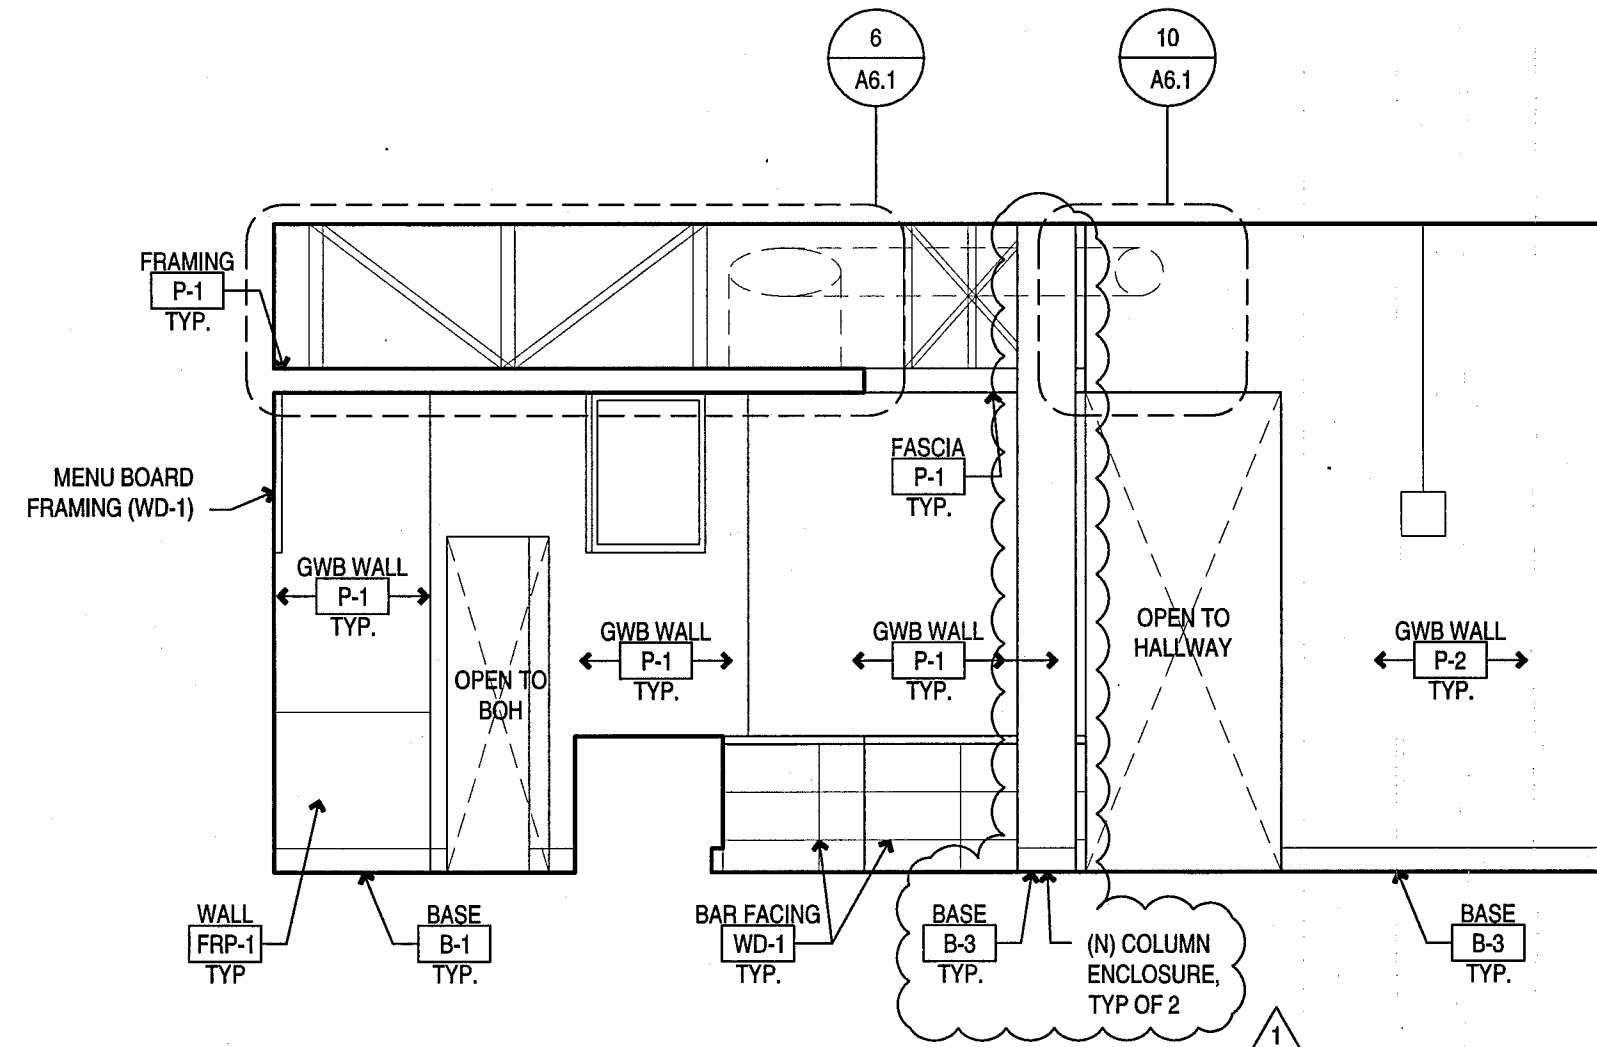 6
A6.1
10
A6.1
FRAMING
P-1
TYP.
MENU BOARD
FRAMING (WD-1)
FASCIA
P-1
TYP.
GWB WALL
P-1
TYP.
OPEN TO
BOH
GWB WALL
P-1
TYP.
GWB WALL
P-1
TYP.
OPEN TO
HALLWAY
GWB WALL
P-2
TYP.
WALL
FRP-1
TYP
BASE
B-1
TYP.
BAR FACING
WD-1
TYP.
BASE
B-3
TYP.
(N) COLUMN
ENCLOSURE,
TYP OF 2
BASE
B-3
TYP.
1